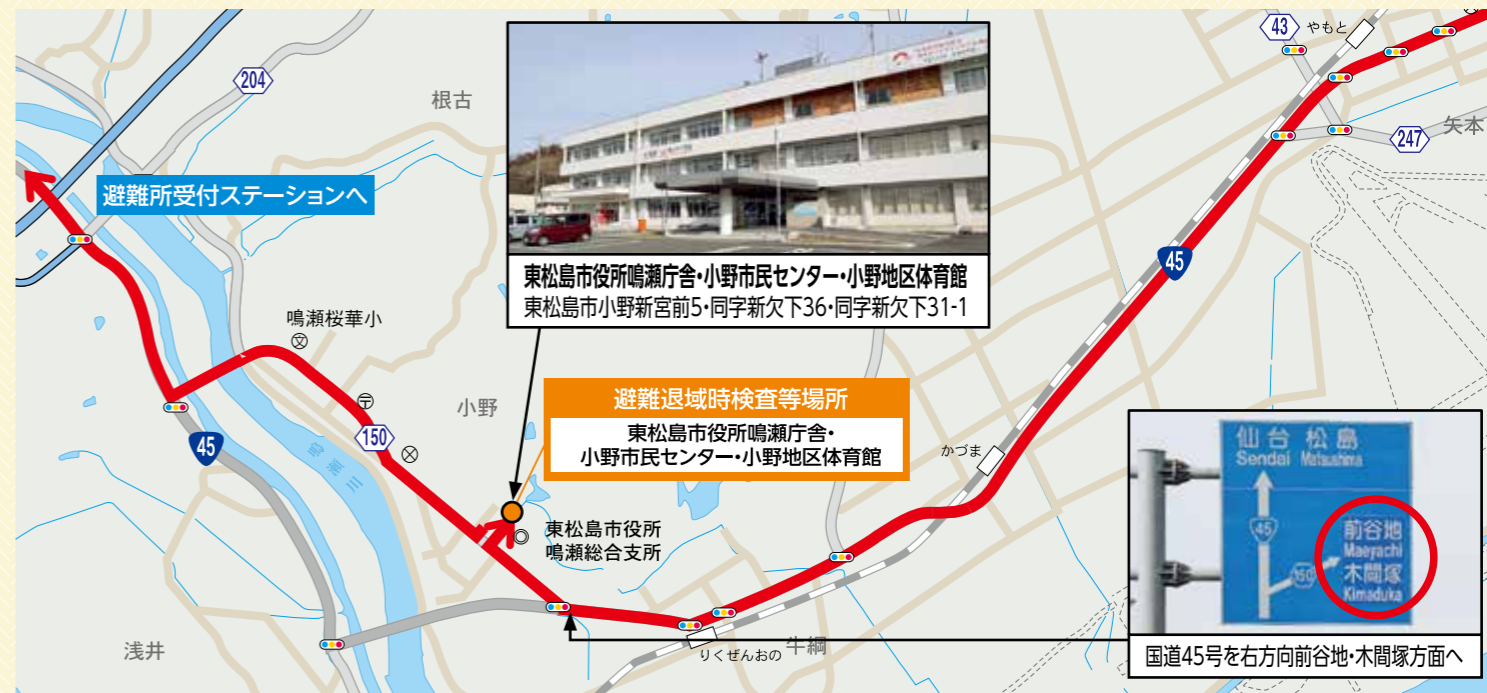 43
やもと
204
根古
矢本
247
避難所受付ステーションへ
45
東松島市役所鳴瀬庁舎・小野市民センター・小野地区体育館
東松島市小野新宮前5・同字新欠下36・同字新欠下31-1
鳴瀬桜華小
文
避難退域時検査等場所
東松島市役所鳴瀬庁舎・
小野市民センター・小野地区体育館
小野
〒
150
45
鳴瀬川
かづま
仙台 松島
Sendai Matsushima
45
前谷地
Maeyachi
150
木間塚
Kimaduka
東松島市役所
鳴瀬総合支所
浅井
りくぜんおの
牛綱
国道45号を右方向前谷地・木間塚方面へ